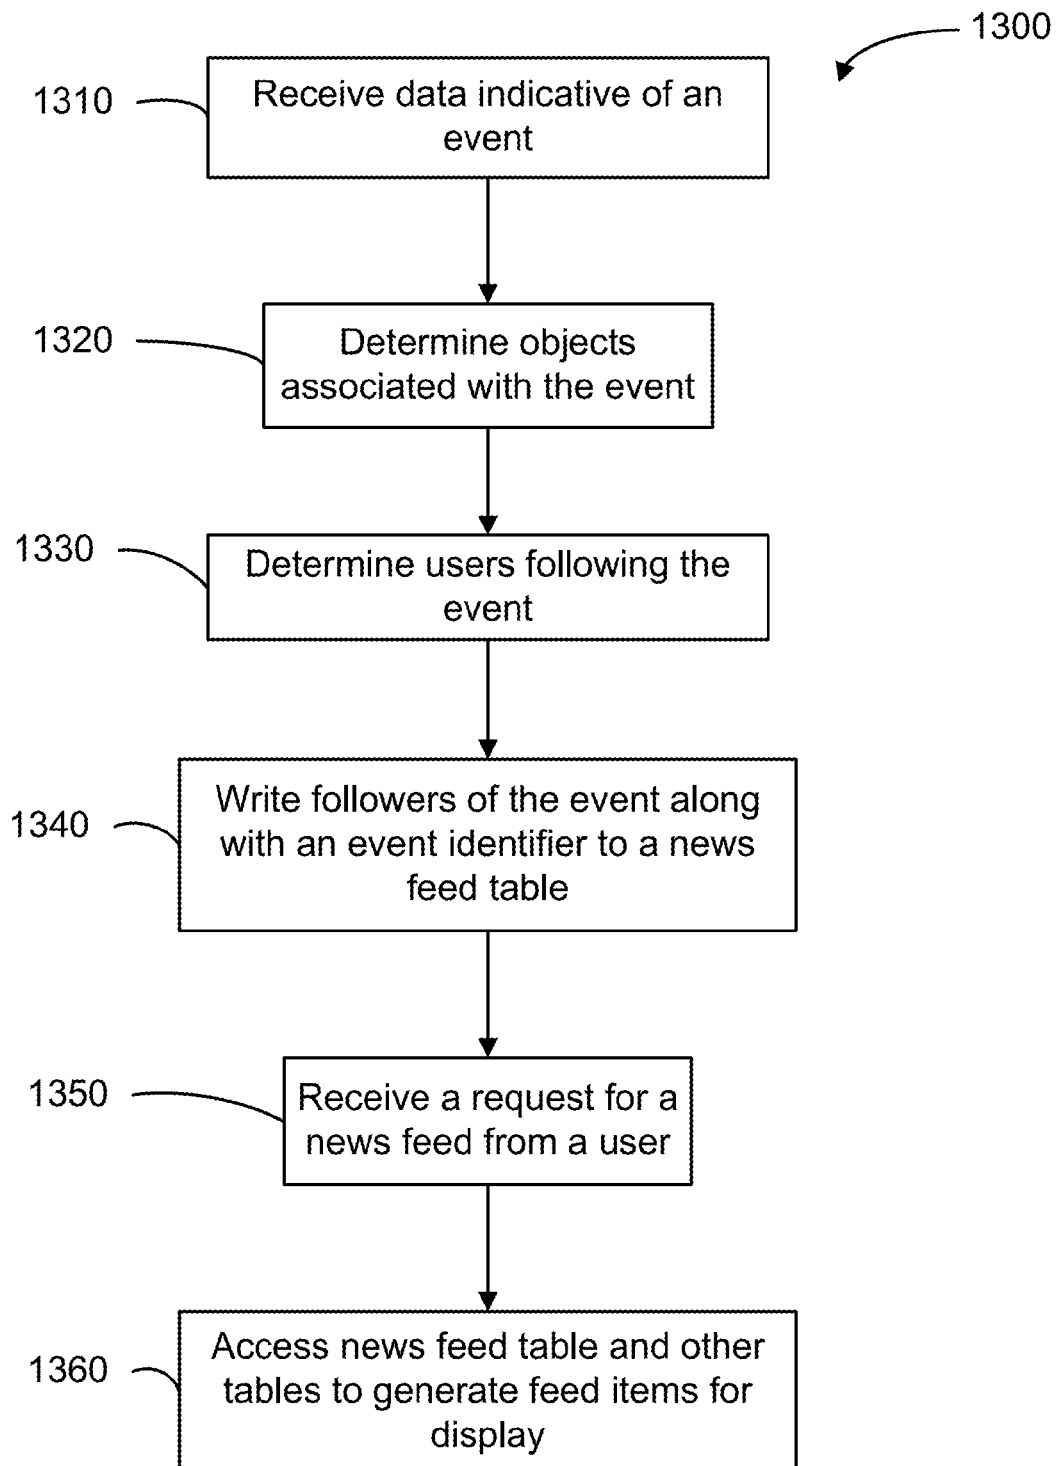 1300
1310
Receive data indicative of an
event
1320
Determine objects
associated with the event
1330
Determine users following the
event
1340
Write followers of the event along
with an event identifier to a news
feed table
1350
Receive a request for a
news feed from a user
1360
Access news feed table and other
tables to generate feed items for
display